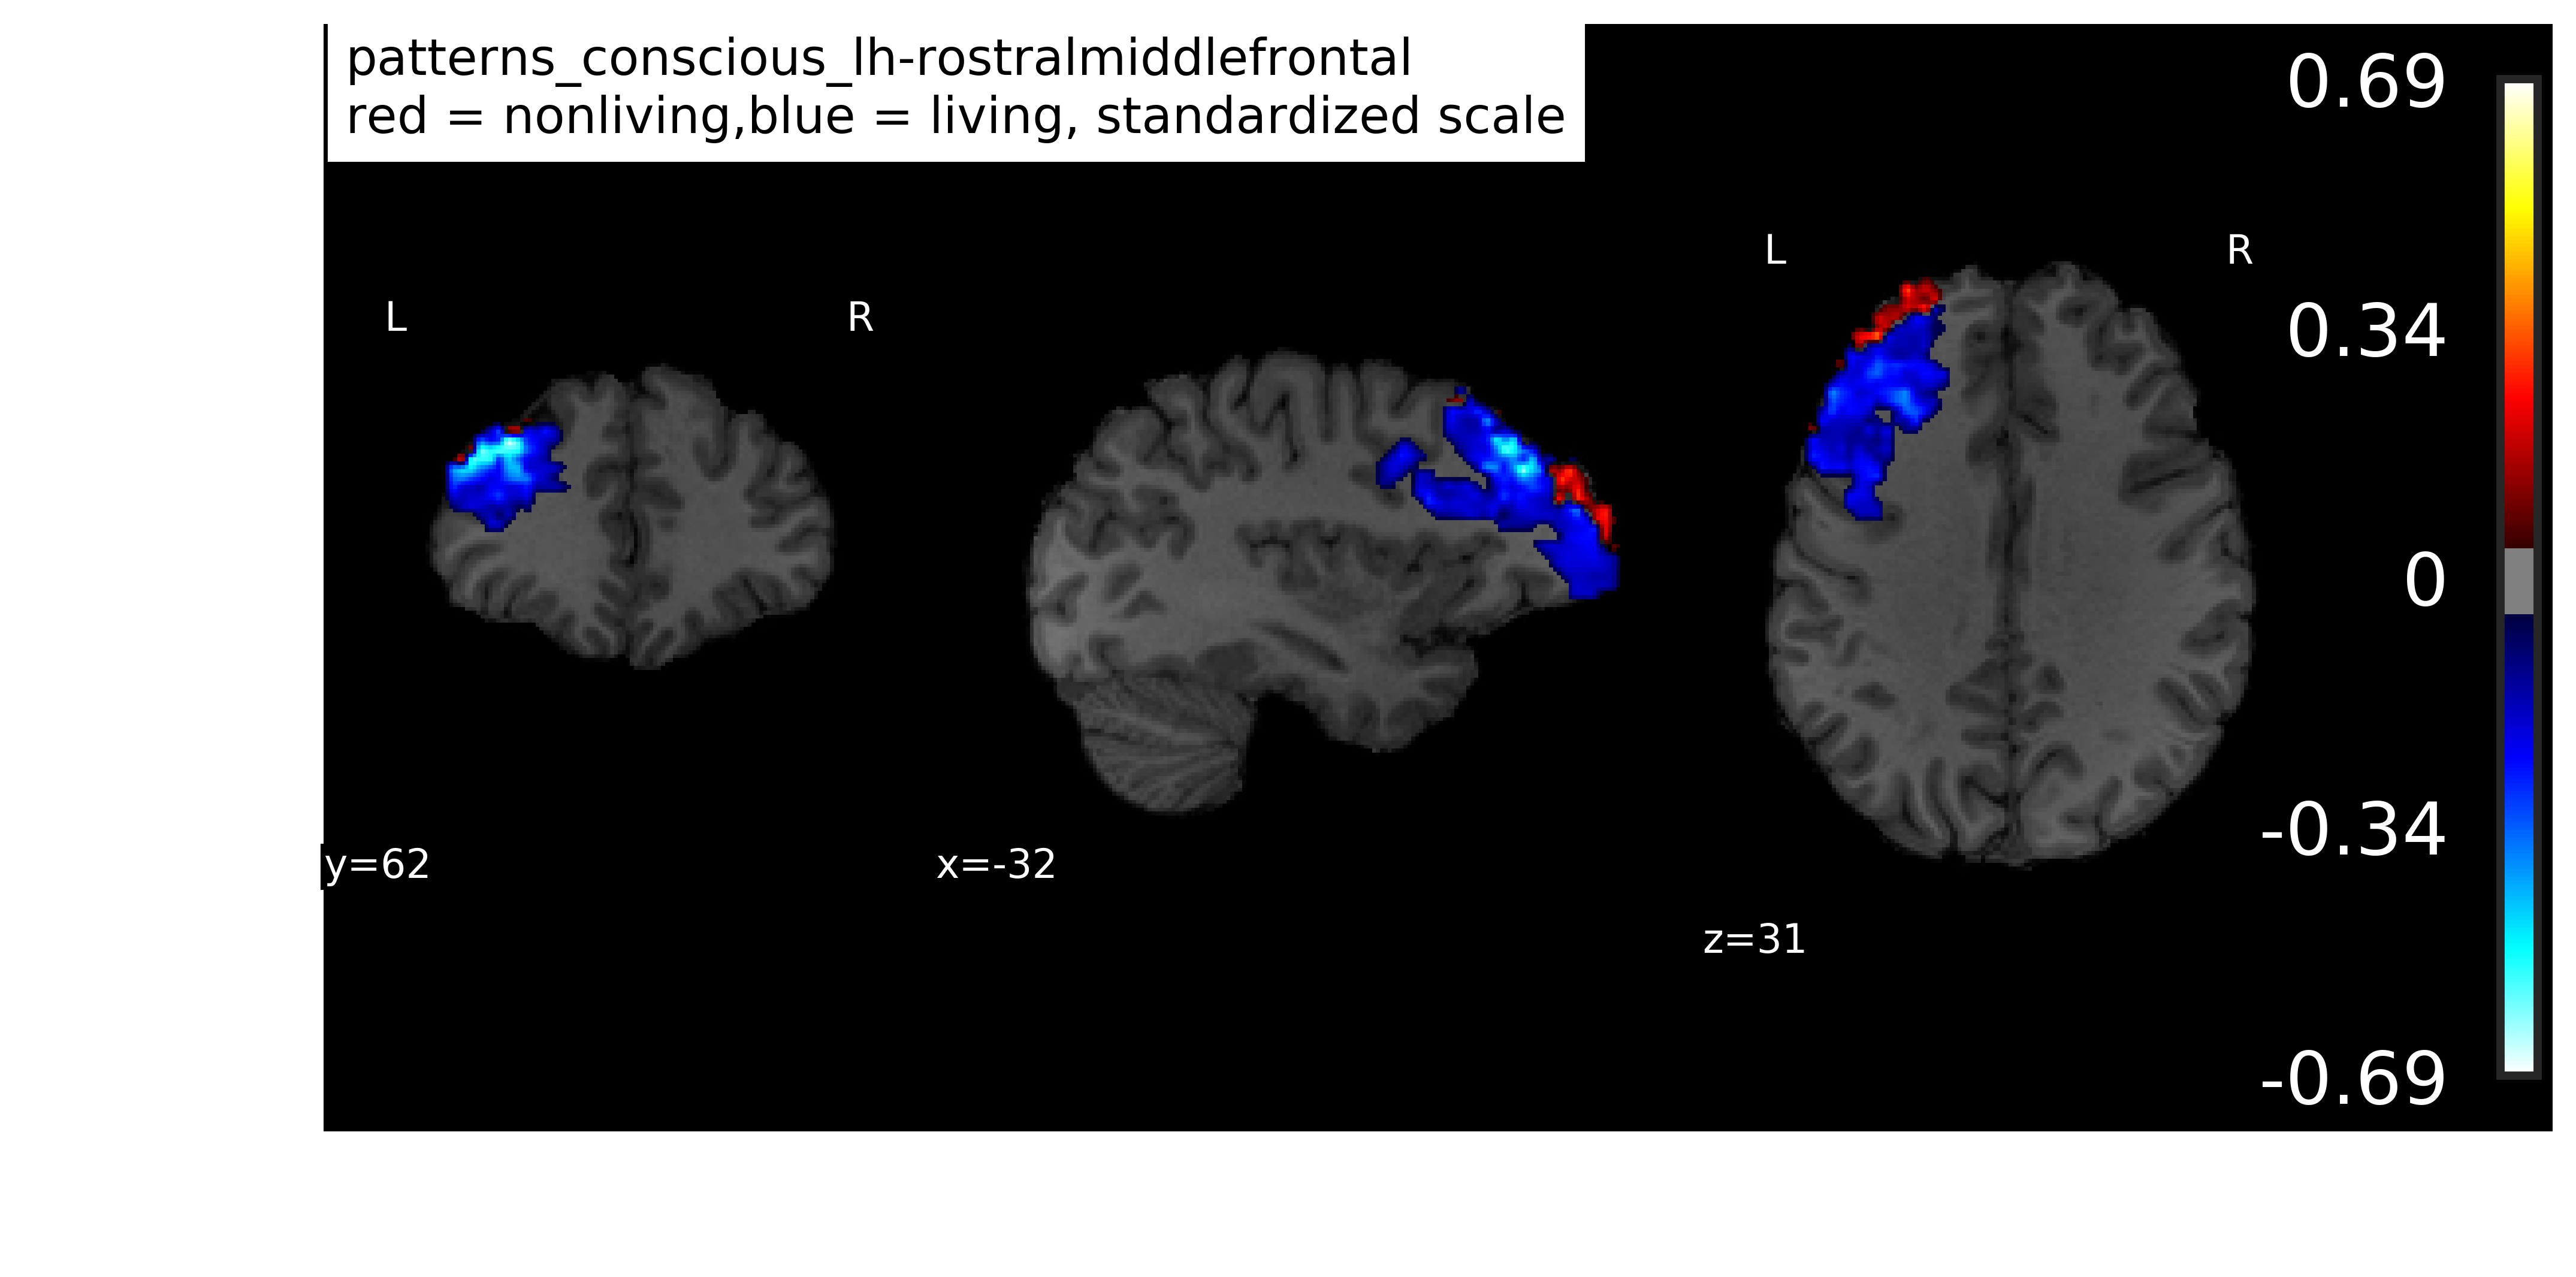 patterns_conscious_lh-rostralmiddlefrontal
red = nonliving,blue = living, standardized scale
L
R
y=62
x=-32
L
R
z=31
0.69
0.34
0
-0.34
-0.69